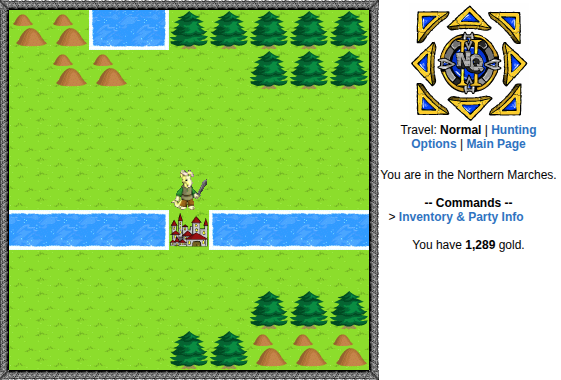 NQ
Travel: Normal | Hunting
Options | Main Page
You are in the Northern Marches.
-- Commands --
> Inventory & Party Info
You have 1,289 gold.